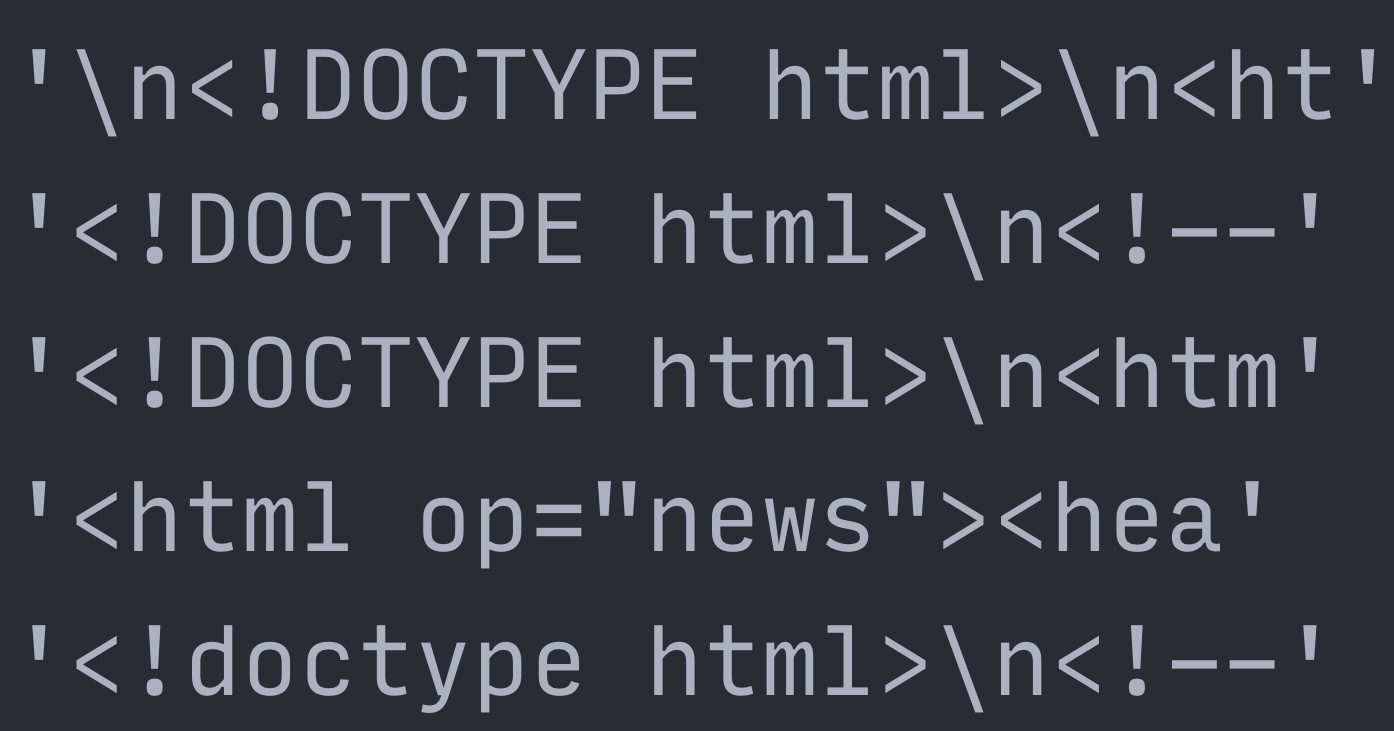 '\n<!DOCTYPE html>\n<ht'
'<!DOCTYPE html>\n<!--'
'<!DOCTYPE html>\n<htm'
'<html op="news"><hea'
'<!doctype html>\n<!--'